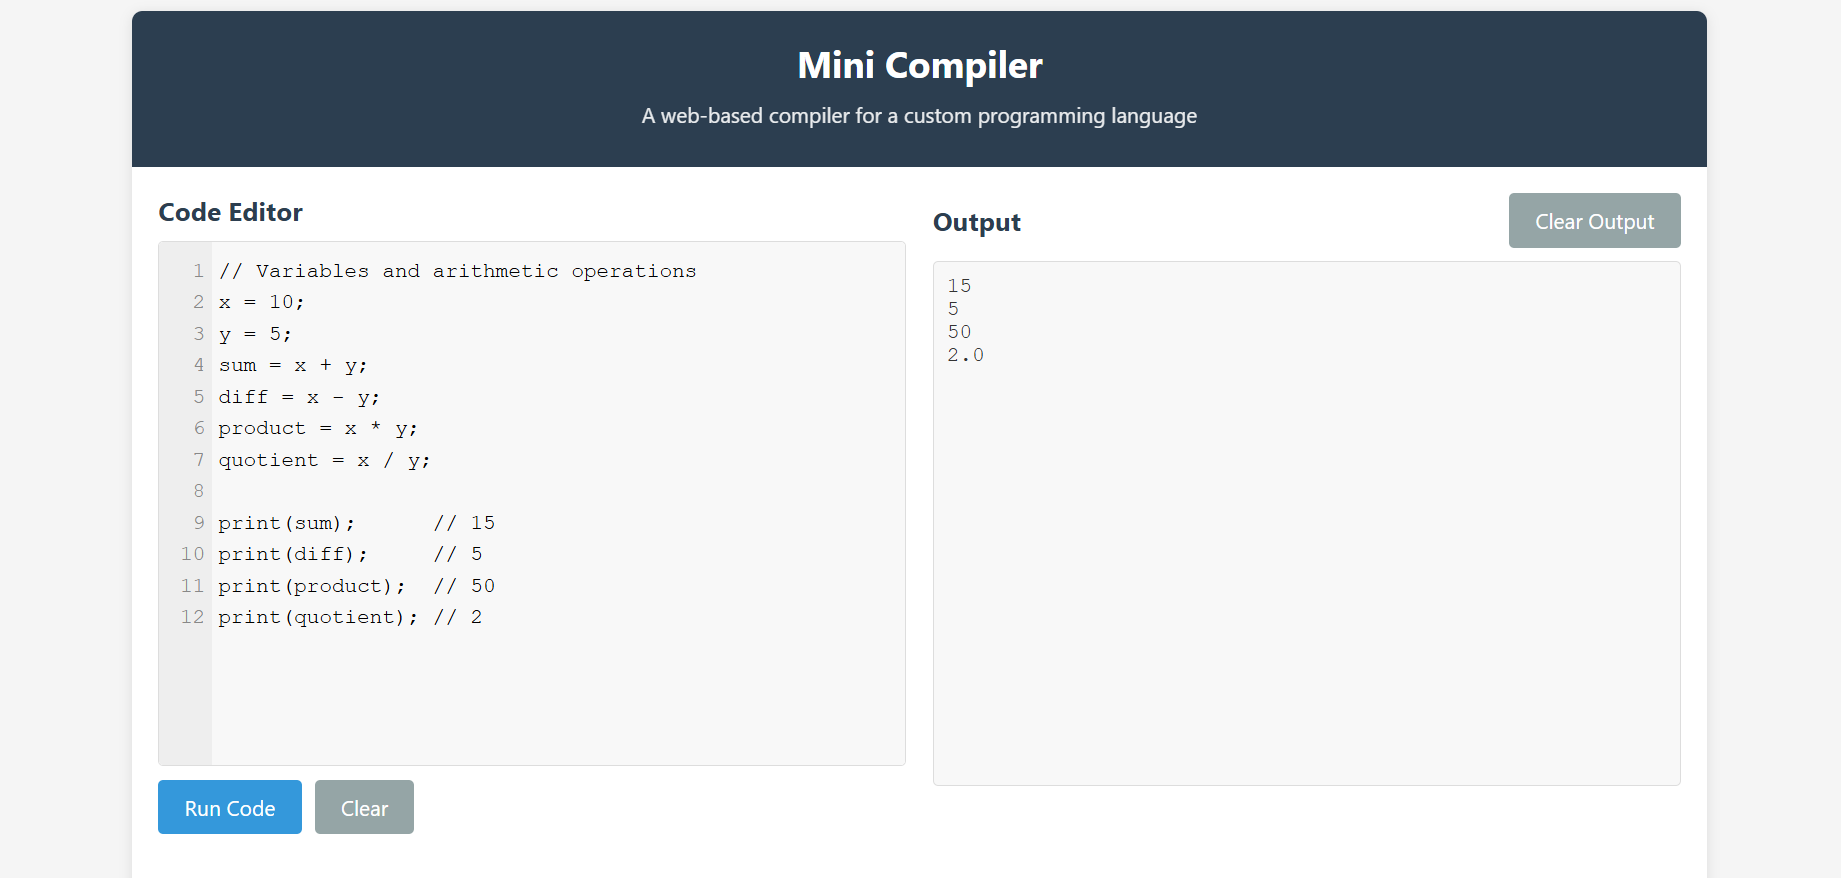 Mini Compiler
A web-based compiler for a custom programming language
Code Editor
1 // Variables and arithmetic operations
2 x = 10;
3 y = 5;
4 sum = x + y;
5 diff = x - y;
6 product = x * y;
7 quotient = x / y;
8
9 print(sum);      // 15
10 print(diff);     // 5
11 print(product);  // 50
12 print(quotient); // 2
Run Code
Clear
Output
Clear Output
15
5
50
2.0